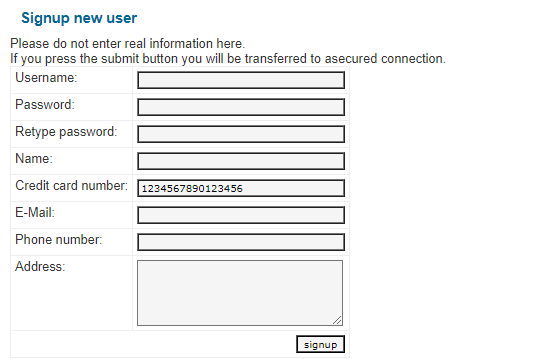 Signup new user
Please do not enter real information here.
If you press the submit button you will be transferred to asecured connection.
Username:
Password:
Retype password:
Name:
Credit card number: 1234567890123456
E-Mail:
Phone number:
Address:
signup